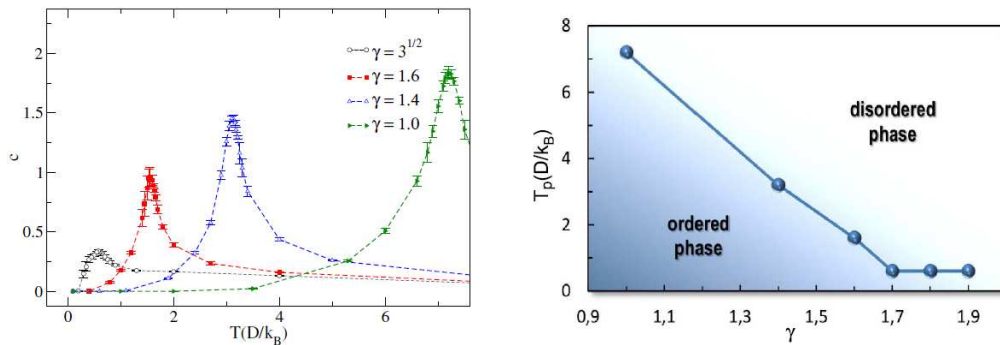 2
1.5
c
1
0.5
0
0
2
4
6
T(D/k_B)
γ = 3^{1/2}
γ = 1.6
γ = 1.4
γ = 1.0
8
6
4
2
0
T_p(D/k_B)
disordered
phase
ordered
phase
0,9
1,1
1,3
1,5
1,7
1,9
γ